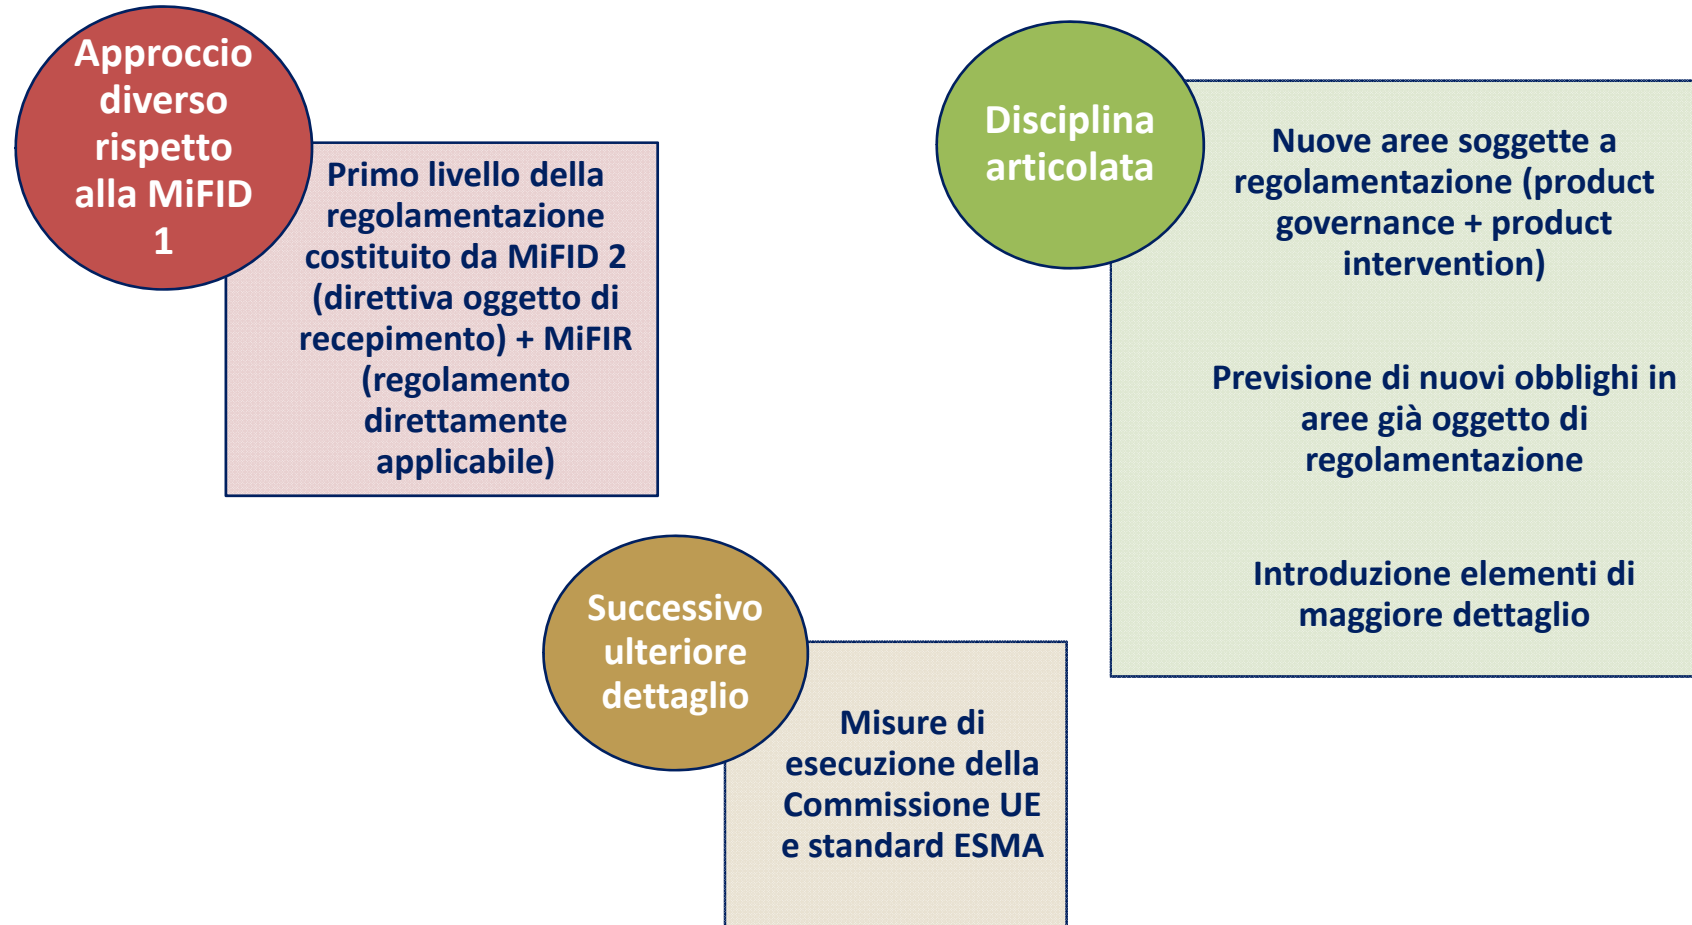 Approccio
diverso
rispetto
alla MiFID
1
Primo livello della
regolamentazione
costituito da MiFID 2
(direttiva oggetto di
recepimento) + MiFIR
(regolamento
direttamente
applicabile)
Disciplina
articolata
Nuove aree soggette a
regolamentazione (product
governance + product
intervention)
Previsione di nuovi obblighi in
aree già oggetto di
regolamentazione
Introduzione elementi di
maggiore dettaglio
Successivo
ulteriore
dettaglio
Misure di
esecuzione della
Commissione UE
e standard ESMA